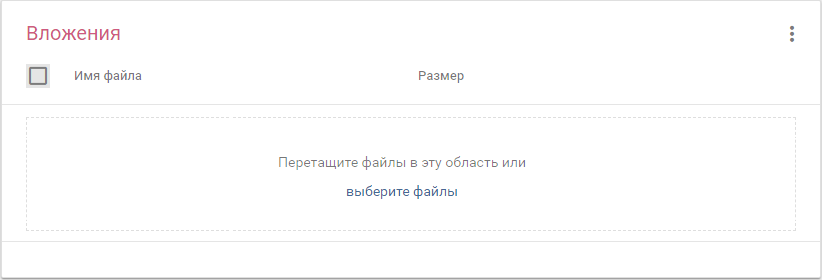 Вложения
Имя файла Размер
Перетащите файлы в эту область или
выберите файлы